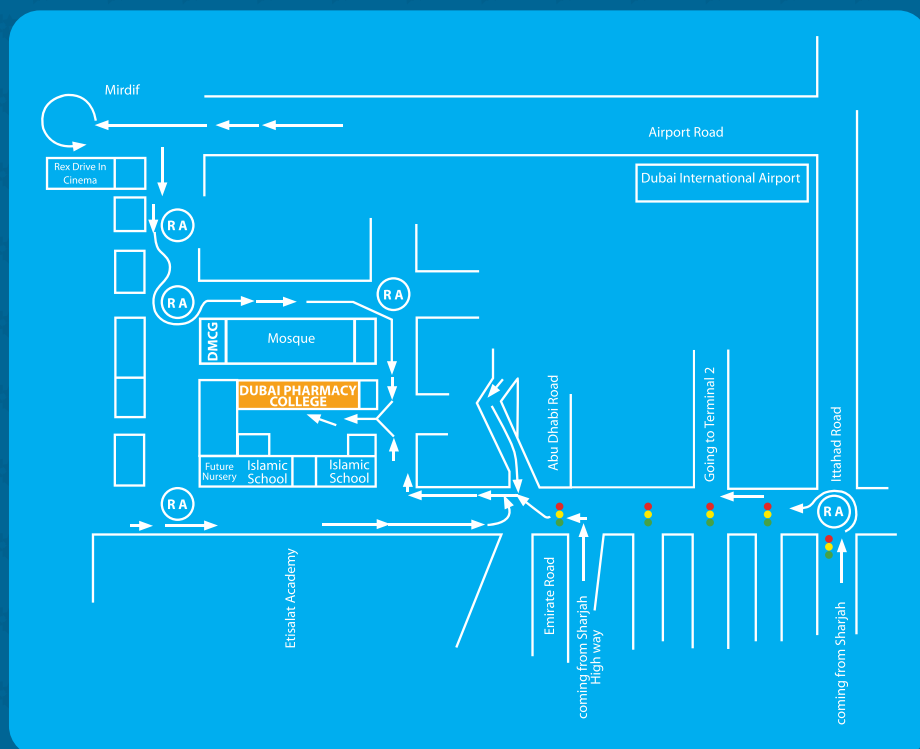 Mirdif
Airport Road
Rex Drive In
Cinema
Dubai International Airport
R A
R A
R A
DMCG
Mosque
DUBAI PHARMACY
COLLEGE
Abu Dhabi Road
Going to Terminal 2
Ittahad Road
Future
Nursery
Islamic
School
Islamic
School
R A
R A
Etisalat Academy
Emirate Road
coming from Sharjah
High way
coming from Sharjah